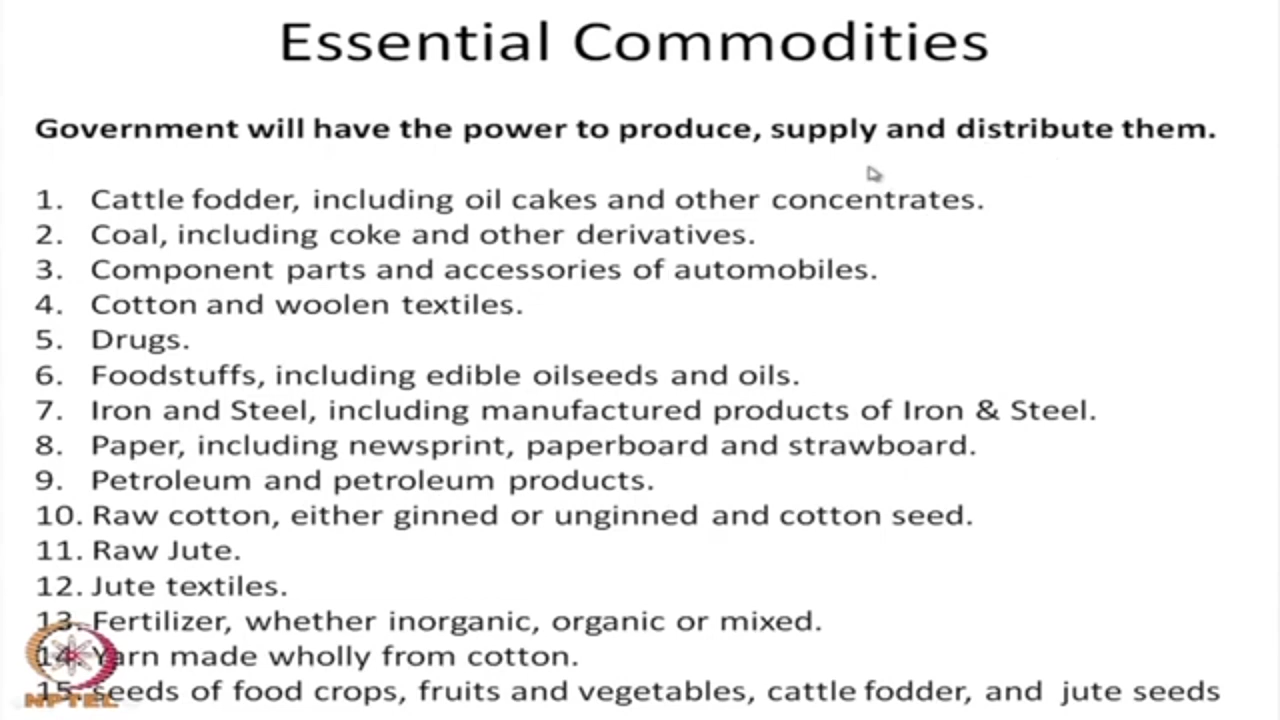 Essential Commodities
Government will have the power to produce, supply and distribute them.
1. Cattle fodder, including oil cakes and other concentrates.
2. Coal, including coke and other derivatives.
3. Component parts and accessories of automobiles.
4. Cotton and woolen textiles.
5. Drugs.
6. Foodstuffs, including edible oilseeds and oils.
7. Iron and Steel, including manufactured products of Iron & Steel.
8. Paper, including newsprint, paperboard and strawboard.
9. Petroleum and petroleum products.
10. Raw cotton, either ginned or unginned and cotton seed.
11. Raw Jute.
12. Jute textiles.
13. Fertilizer, whether inorganic, organic or mixed.
14. Yarn made wholly from cotton.
15. seeds of food crops, fruits and vegetables, cattle fodder, and jute seeds
NPTEL